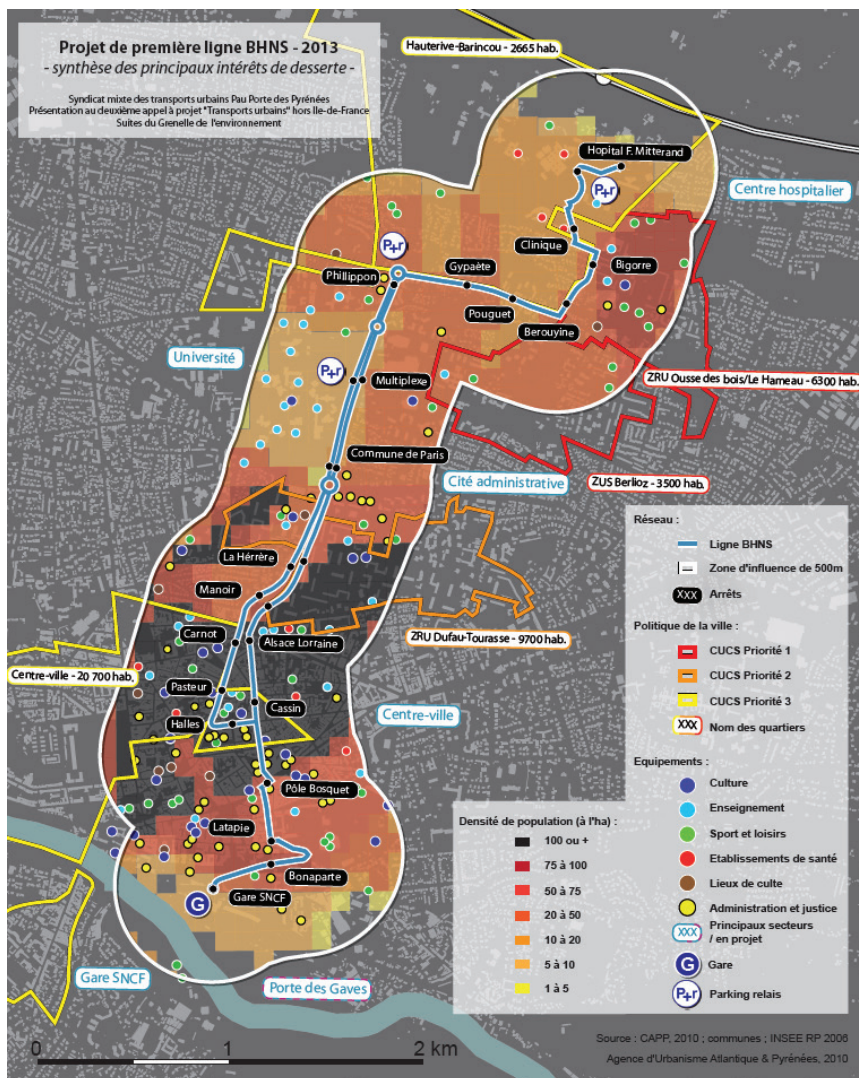 Projet de première ligne BHNS - 2013
- synthèse des principaux intérêts de desserte -
Syndicat mixte des transports urbains Pau Porte des Pyrénées
Présentation au deuxième appel à projet "Transports urbains" hors Ile-de-France
Suites du Grenelle de l'environnement
Hauterive-Barincou - 2665 hab.
Hopital F. Mitterand
P+r
Centre hospitalier
Clinique
P+r
Gypaète
Bigorre
Phillippon
Pouguet
Berouyine
Université
P+r
Multiplexe
ZRU Ousse des bois/Le Hameau - 6300 hab.
Commune de Paris
Cité administrative
ZUS Berlioz - 3500 hab.
La Hérrère
Manoir
Carnot
Alsace Lorraine
ZRU Dufau-Tourasse - 9700 hab.
Centre-ville - 20 700 hab.
Pasteur
Cassin
Halles
Centre-ville
Pôle Bosquet
Latapie
Bonaparte
Gare SNCF
G
Gare SNCF
Porte des Gaves
Réseau :
Ligne BHNS
Zone d'influence de 500m
XXX
Arrêts
Politique de la ville :
CUCS Priorité 1
CUCS Priorité 2
CUCS Priorité 3
XXX
Nom des quartiers
Equipements :
Culture
Enseignement
Sport et loisirs
Etablissements de santé
Lieux de culte
Administration et justice
XXX
Principaux secteurs
/ en projet
G
Gare
P+r
Parking relais
Densité de population (à l'ha) :
100 ou +
75 à 100
50 à 75
20 à 50
10 à 20
5 à 10
1 à 5
0
1
2 km
Source : CAPP, 2010 ; communes ; INSEE RP 2006
Agence d'Urbanisme Atlantique & Pyrénées, 2010